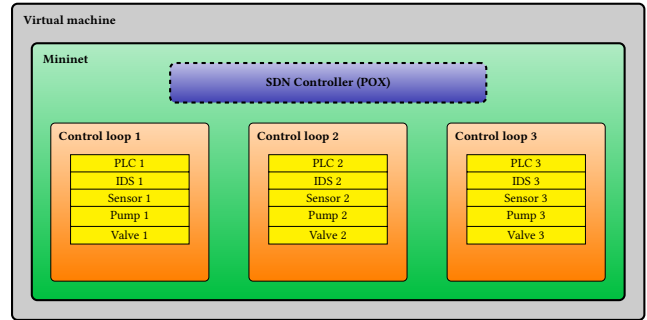 Virtual machine
Mininet
SDN Controller (POX)
Control loop 1
PLC 1
IDS 1
Sensor 1
Pump 1
Valve 1
Control loop 2
PLC 2
IDS 2
Sensor 2
Pump 2
Valve 2
Control loop 3
PLC 3
IDS 3
Sensor 3
Pump 3
Valve 3